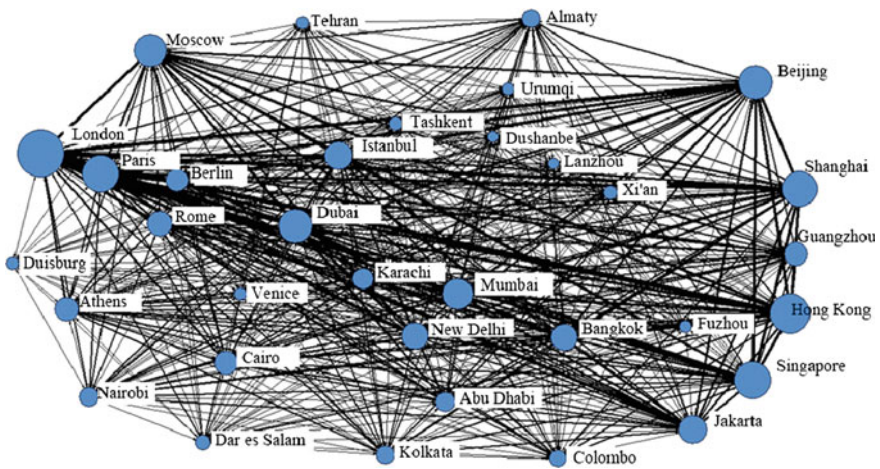 Tehran
Almaty
Moscow
Beijing
Urumqi
Tashkent
London
Dushanbe
Istanbul
Paris
Lanzhou
Shanghai
Berlin
Xi'an
Rome
Dubai
Guangzhou
Duisburg
Karachi
Mumbai
Venice
Athens
Hong Kong
New Delhi
Bangkok
Fuzhou
Cairo
Singapore
Nairobi
Abu Dhabi
Jakarta
Dar es Salam
Kolkata
Colombo